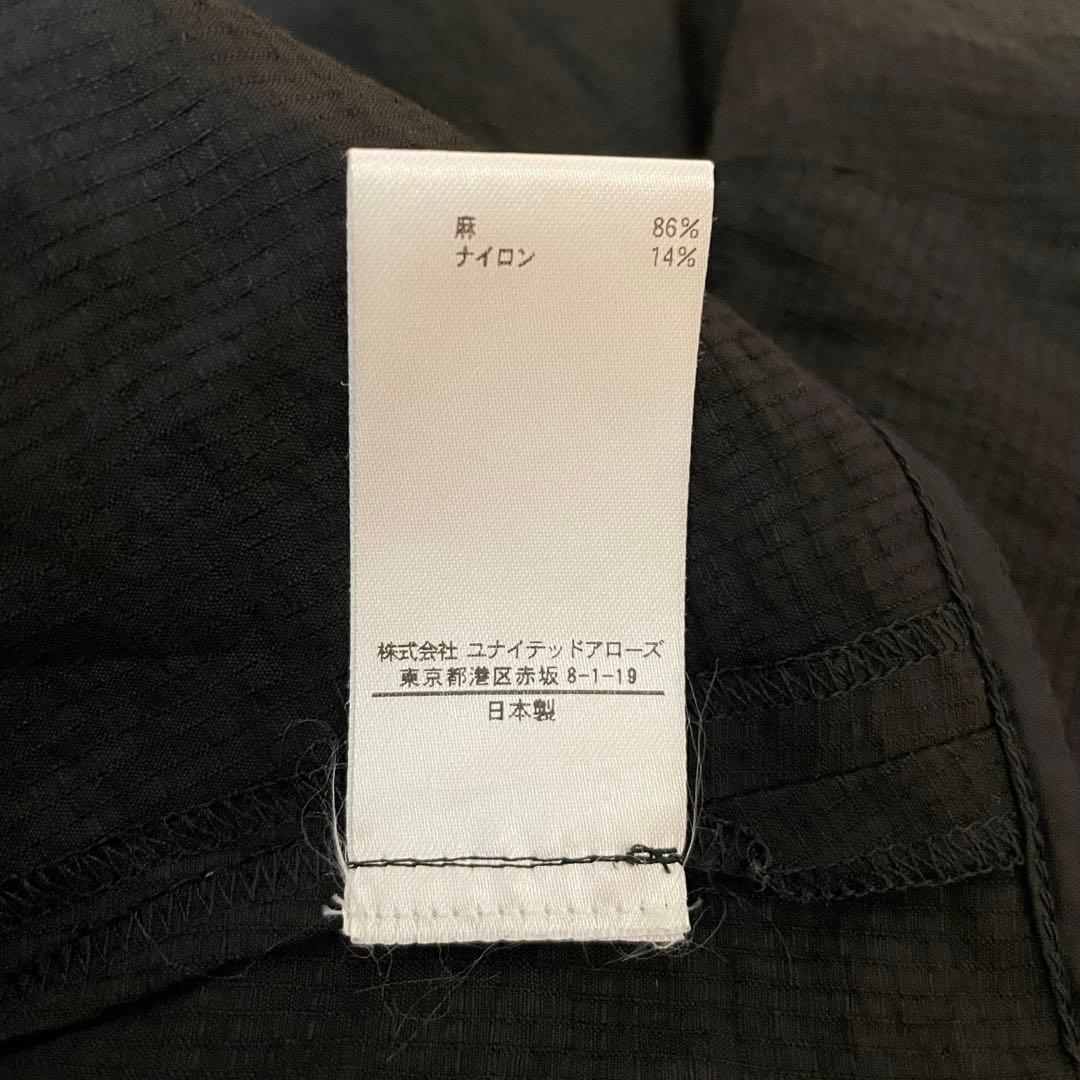 麻 86%
ナイロン 14%
株式会社 ユナイテッドアローズ
東京都港区赤坂 8-1-19
日本製